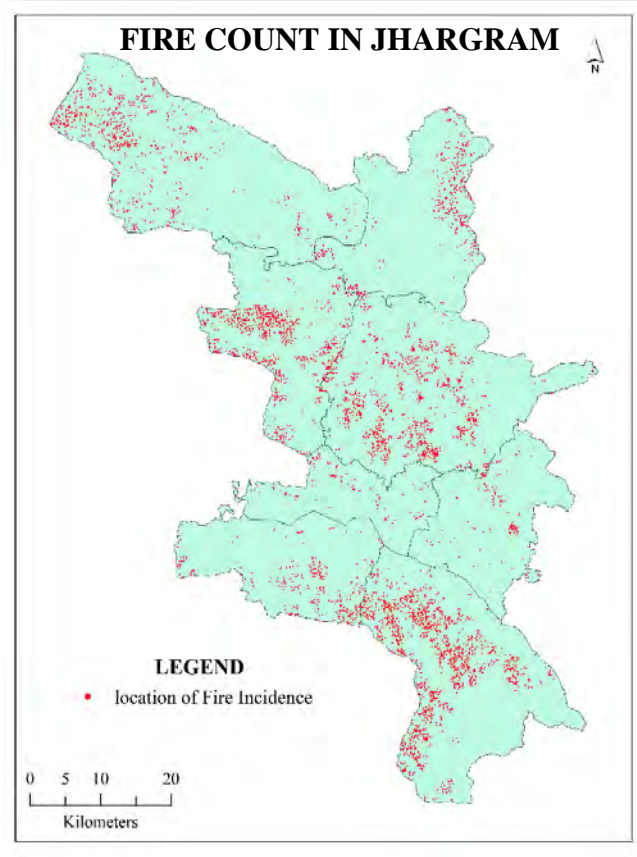 FIRE COUNT IN JHARGRAM
N
LEGEND
location of Fire Incidence
0 5 10 20
Kilometers